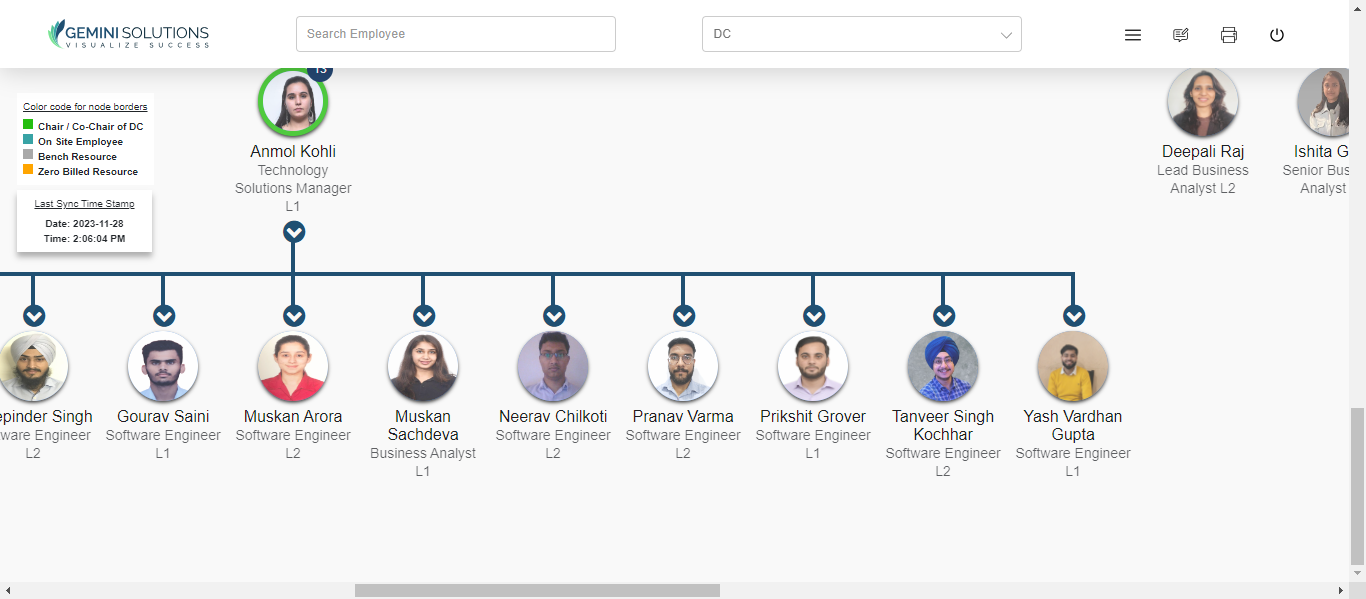 GEMINI SOLUTIONS
VISUALIZE SUCCESS
Search Employee
DC
13
Color code for node borders
Chair / Co-Chair of DC
On Site Employee
Bench Resource
Zero Billed Resource
Last Sync Time Stamp
Date: 2023-11-28
Time: 2:06:04 PM
Anmol Kohli
Technology
Solutions Manager
L1
Deepali Raj
Lead Business
Analyst L2
Ishita G
Senior Bus
Analyst
epinder Singh
ware Engineer
L2
Gourav Saini
Software Engineer
L1
Muskan Arora
Software Engineer
L2
Muskan
Sachdeva
Business Analyst
L1
Neerav Chilkoti
Software Engineer
L2
Pranav Varma
Software Engineer
L2
Prikshit Grover
Software Engineer
L1
Tanveer Singh
Kochhar
Software Engineer
L2
Yash Vardhan
Gupta
Software Engineer
L1